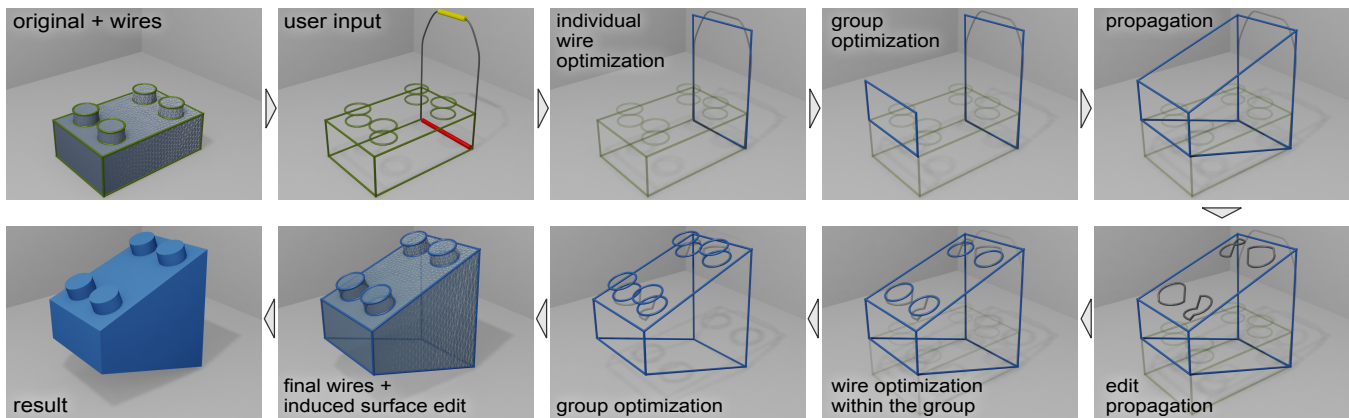 original + wires
user input
individual
wire
optimization
group
optimization
propagation
result
final wires +
induced surface edit
group optimization
wire optimization
within the group
edit
propagation